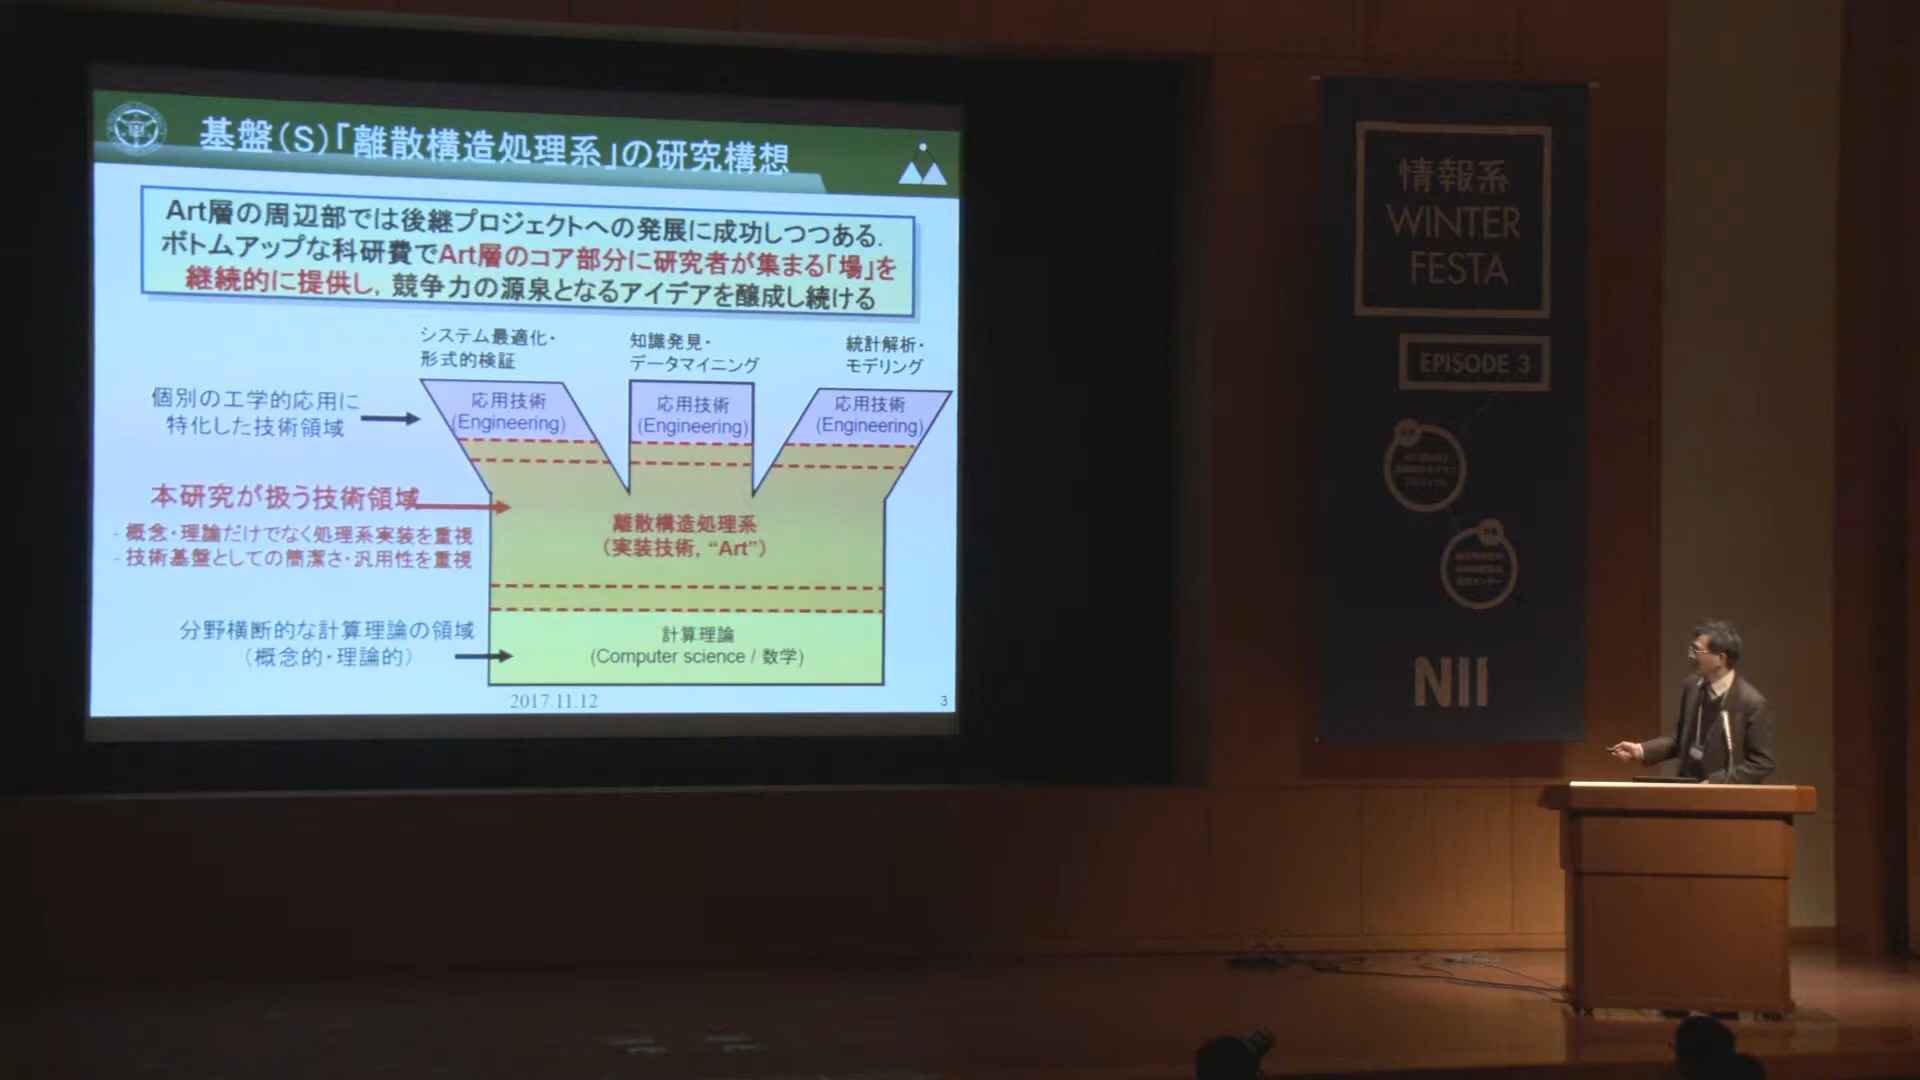 基盤(S)「離散構造処理系」の研究構想
Art層の周辺部では後継プロジェクトへの発展に成功しつつある.
ボトムアップな科研費でArt層のコア部分に研究者が集まる「場」を
継続的に提供し, 競争力の源泉となるアイデアを醸成し続ける
システム最適化・
形式的検証
知識発見・
データマイニング
統計解析・
モデリング
個別の工学的応用に
特化した技術領域
応用技術
(Engineering)
応用技術
(Engineering)
応用技術
(Engineering)
本研究が扱う技術領域
- 概念・理論だけでなく処理系実装を重視
- 技術基盤としての簡潔さ・汎用性を重視
離散構造処理系
(実装技術, “Art”)
分野横断的な計算理論の領域
(概念的・理論的)
計算理論
(Computer science / 数学)
2017.11.12
3
情報系
WINTER
FESTA
EPISODE 3
NII